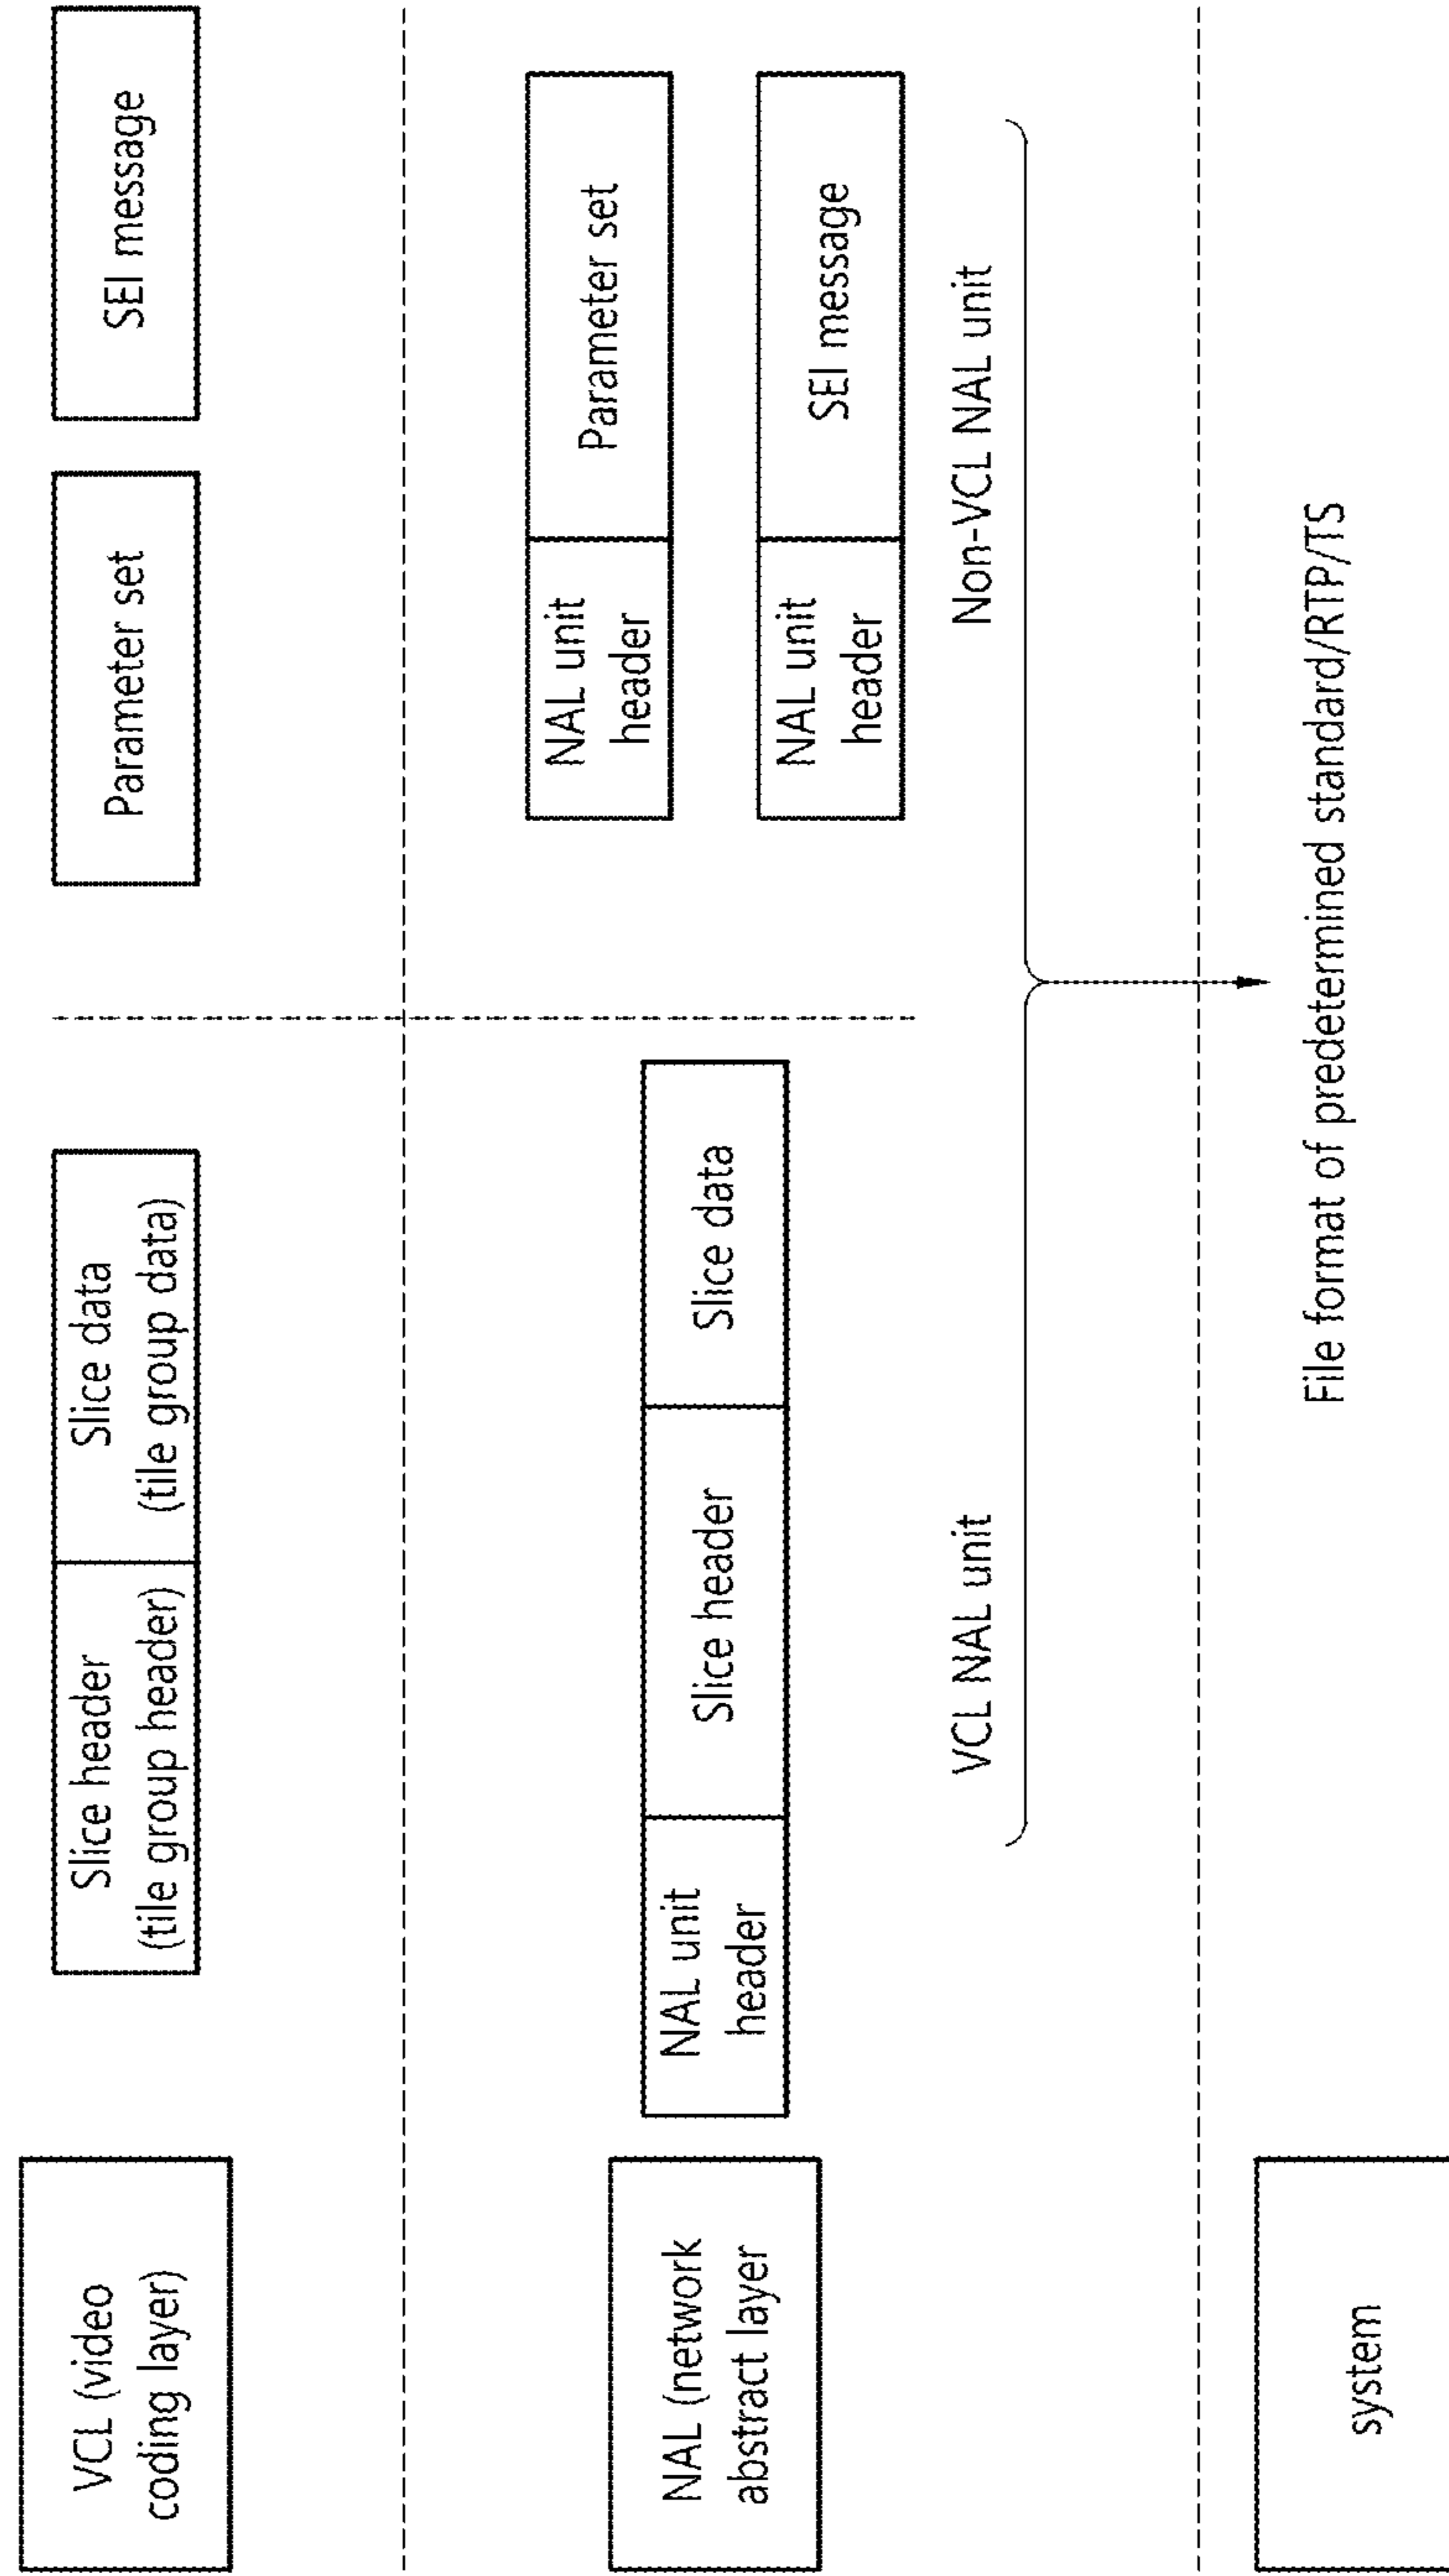 VCL (video
coding layer)
Slice header
(tile group header)
Slice data
(tile group data)
Parameter set
SEI message
NAL (network
abstract layer
NAL unit
header
Slice header
Slice data
NAL unit
header
Parameter set
NAL unit
header
SEI message
VCL NAL unit
Non-VCL NAL unit
system
File format of predetermined standard/RTP/TS